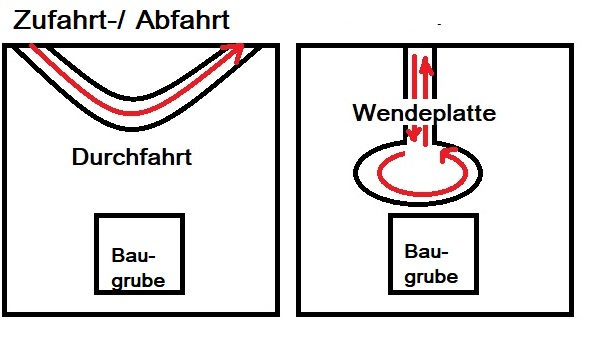 Zufahrt-/ Abfahrt
Durchfahrt
Bau-
grube
-
Wendeplatte
Bau-
grube